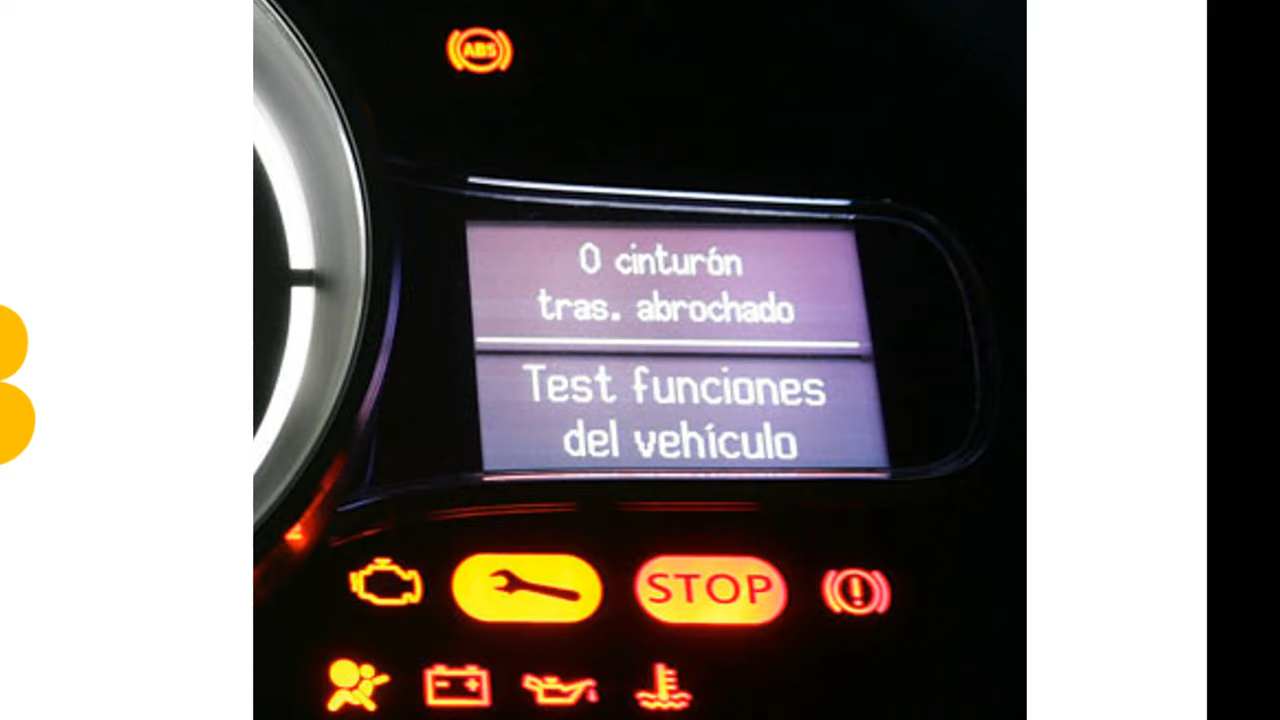 ABS
0 cinturón
tras. abrochado
Test funciones
del vehículo
STOP